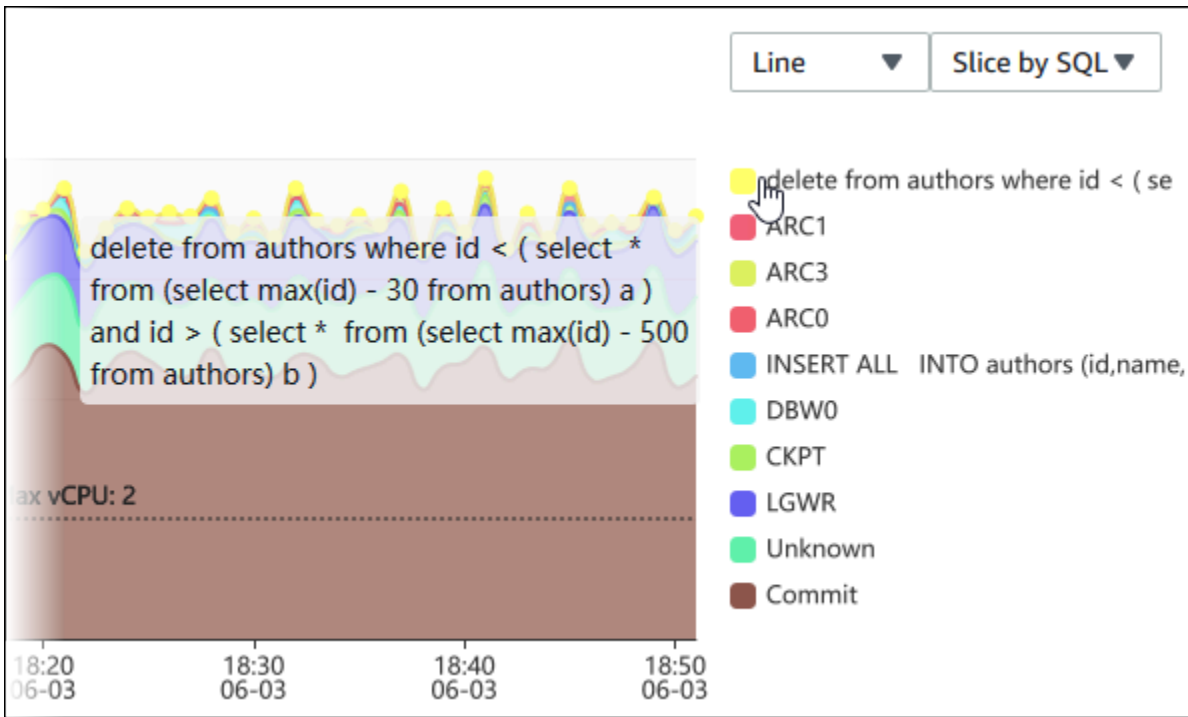 Line
Slice by SQL
delete from authors where id < ( se
ARC1
ARC3
ARC0
INSERT ALL INTO authors (id,name,
DBW0
CKPT
LGWR
Unknown
Commit
delete from authors where id < ( select *
from (select max(id) - 30 from authors) a )
and id > ( select * from (select max(id) - 500
from authors) b )
ax vCPU: 2
18:20
06-03
18:30
06-03
18:40
06-03
18:50
06-03